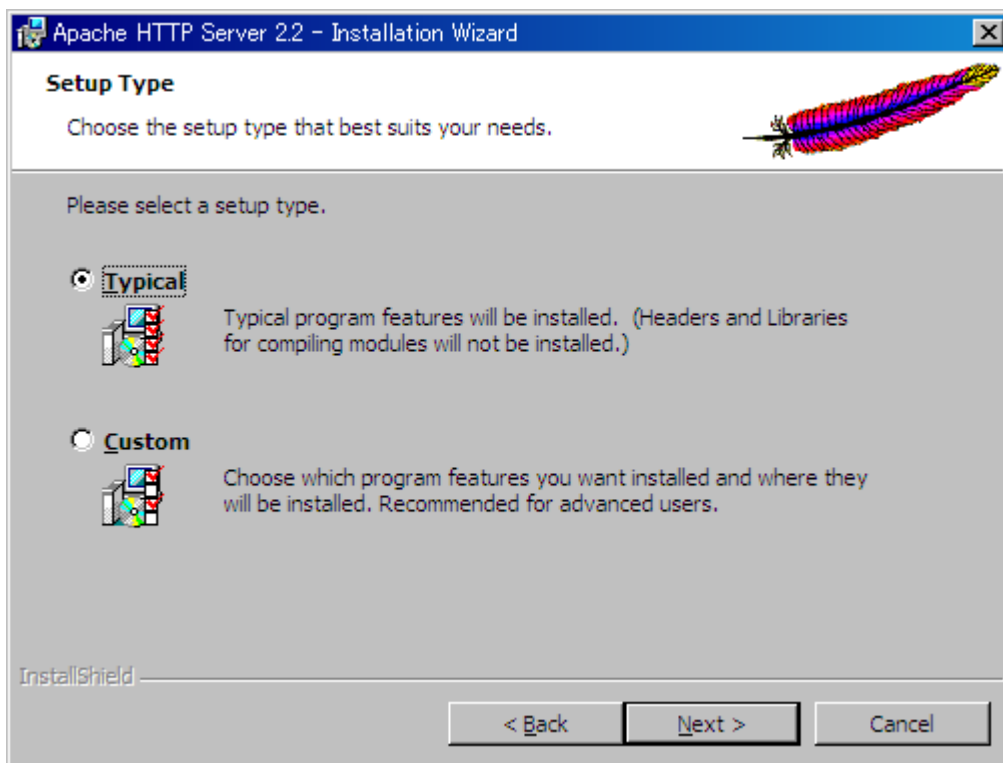 Apache HTTP Server 2.2 - Installation Wizard
Setup Type
Choose the setup type that best suits your needs.
Please select a setup type.
Typical
Typical program features will be installed.  (Headers and Libraries
for compiling modules will not be installed.)
Custom
Choose which program features you want installed and where they
will be installed. Recommended for advanced users.
InstallShield
< Back
Next >
Cancel